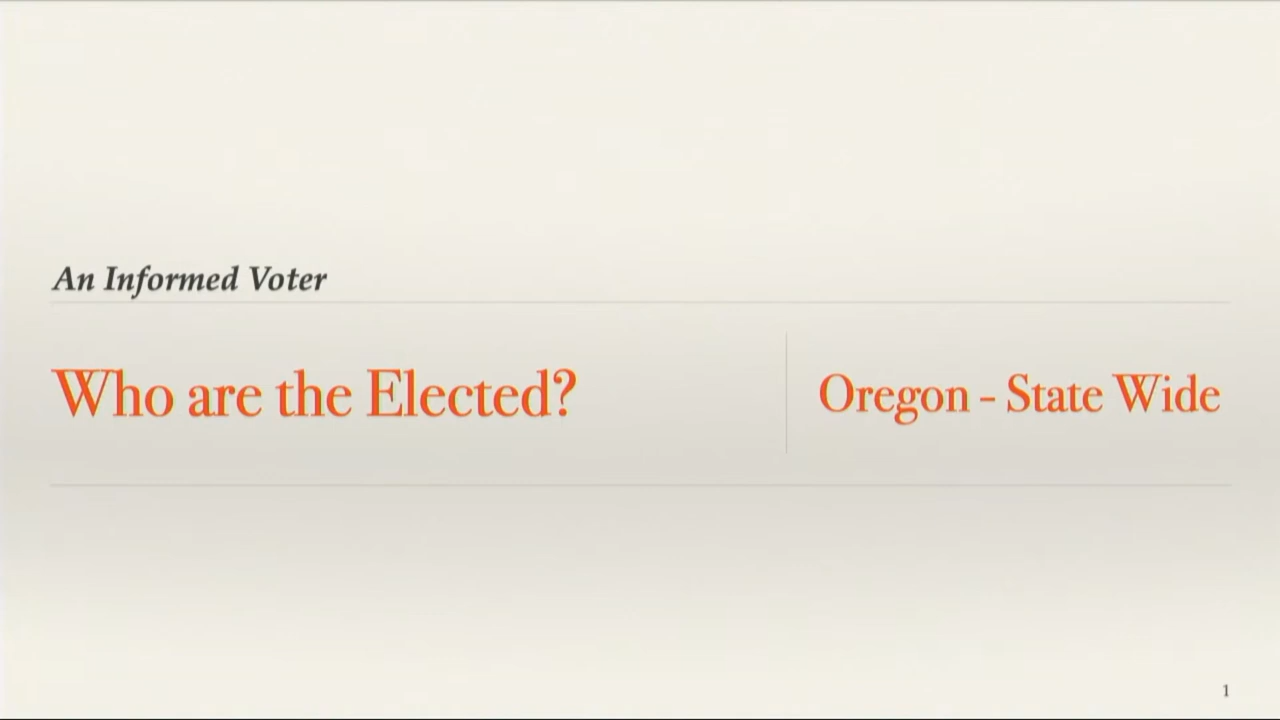 An Informed Voter
Who are the Elected?
Oregon - State Wide
1